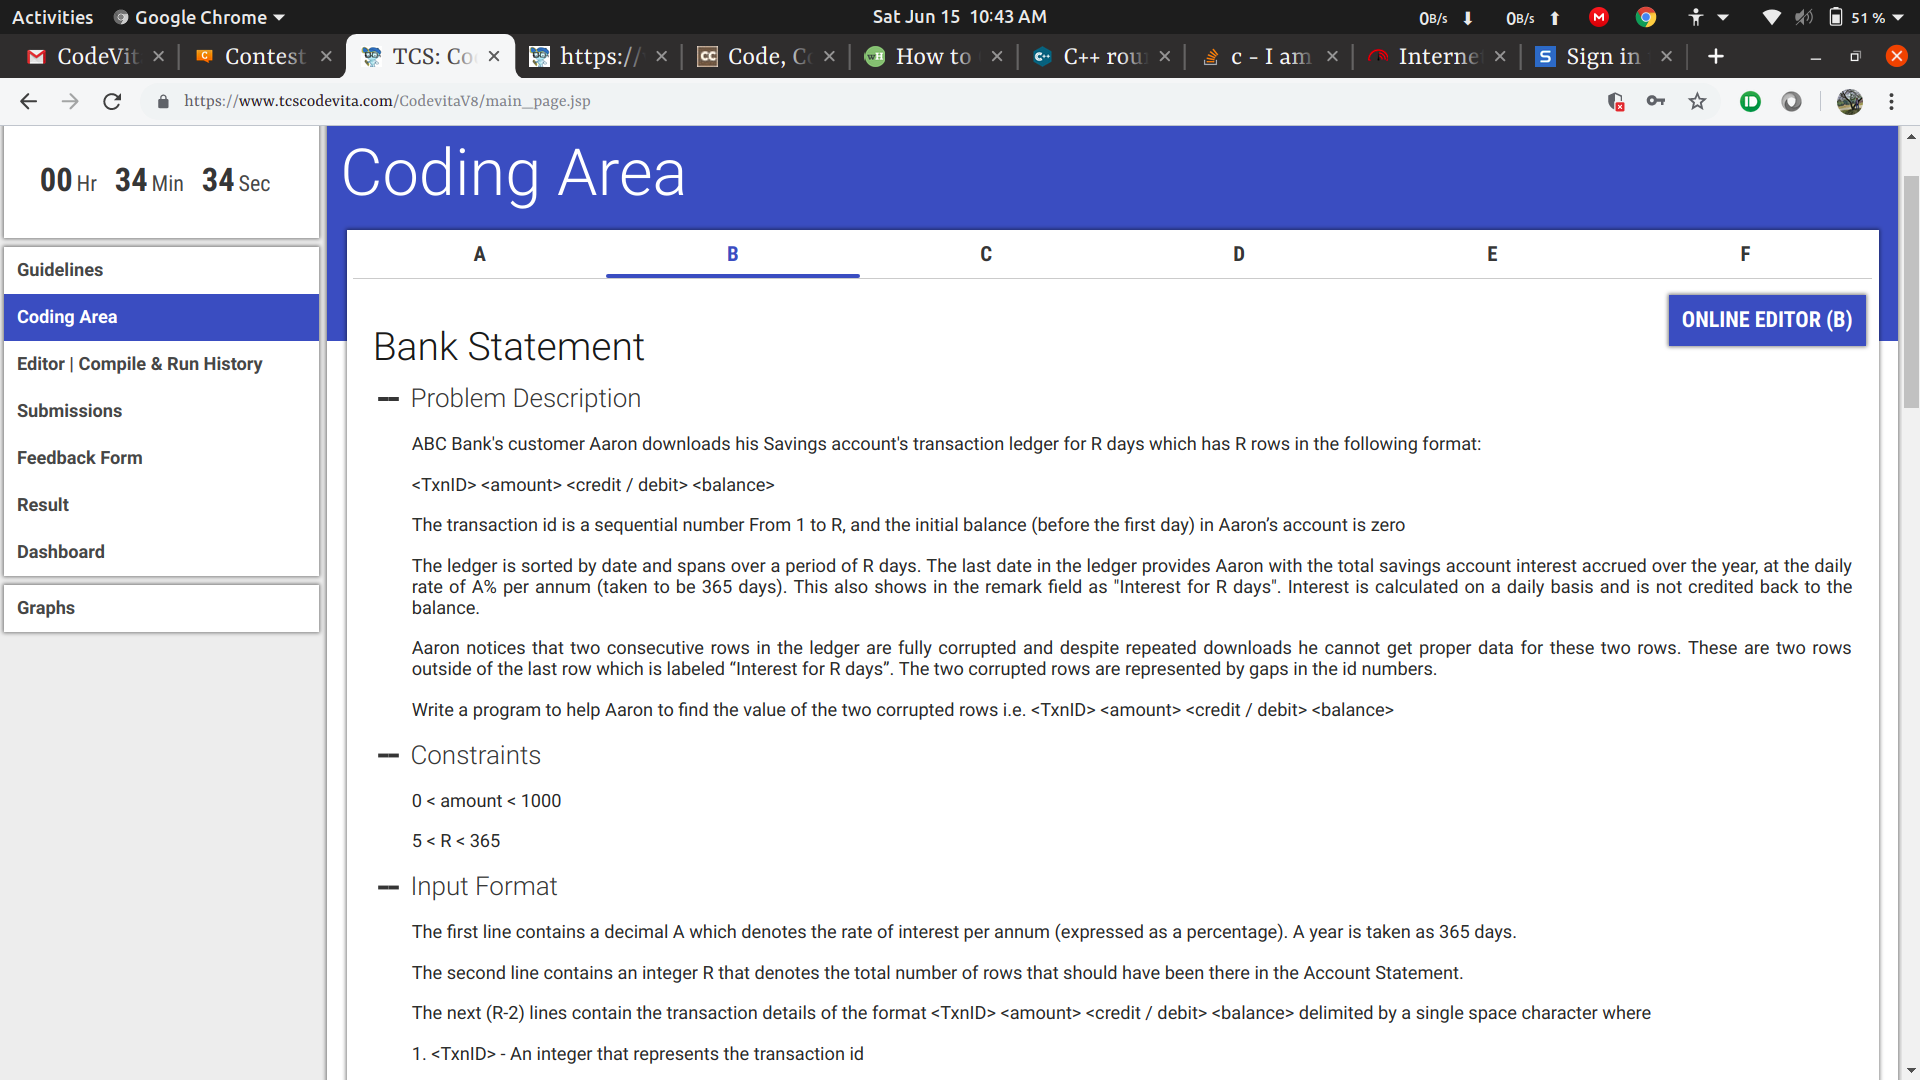 Activities Google Chrome Sat Jun 15 10:43 AM 0B/s 0B/s 51 %
CodeVit Contest TCS: Co https:// Code, C How to C++ rou c - I am Interne Sign in
https://www.tcscodevita.com/CodevitaV8/main_page.jsp
00 Hr 34 Min 34 Sec
Guidelines
Coding Area
Editor | Compile & Run History
Submissions
Feedback Form
Result
Dashboard
Graphs
Coding Area
A B C D E F
ONLINE EDITOR (B)
Bank Statement
Problem Description
ABC Bank's customer Aaron downloads his Savings account's transaction ledger for R days which has R rows in the following format:
<TxnID> <amount> <credit / debit> <balance>
The transaction id is a sequential number From 1 to R, and the initial balance (before the first day) in Aaron’s account is zero
The ledger is sorted by date and spans over a period of R days. The last date in the ledger provides Aaron with the total savings account interest accrued over the year, at the daily
rate of A% per annum (taken to be 365 days). This also shows in the remark field as "Interest for R days". Interest is calculated on a daily basis and is not credited back to the
balance.
Aaron notices that two consecutive rows in the ledger are fully corrupted and despite repeated downloads he cannot get proper data for these two rows. These are two rows
outside of the last row which is labeled “Interest for R days”. The two corrupted rows are represented by gaps in the id numbers.
Write a program to help Aaron to find the value of the two corrupted rows i.e. <TxnID> <amount> <credit / debit> <balance>
Constraints
0 < amount < 1000
5 < R < 365
Input Format
The first line contains a decimal A which denotes the rate of interest per annum (expressed as a percentage). A year is taken as 365 days.
The second line contains an integer R that denotes the total number of rows that should have been there in the Account Statement.
The next (R-2) lines contain the transaction details of the format <TxnID> <amount> <credit / debit> <balance> delimited by a single space character where
1. <TxnID> - An integer that represents the transaction id